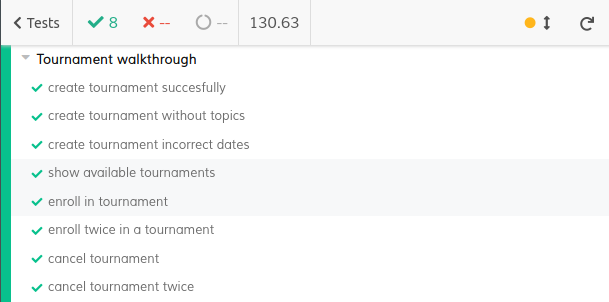 Tests 8 -- -- 130.63
Tournament walkthrough
create tournament succesfully
create tournament without topics
create tournament incorrect dates
show available tournaments
enroll in tournament
enroll twice in a tournament
cancel tournament
cancel tournament twice